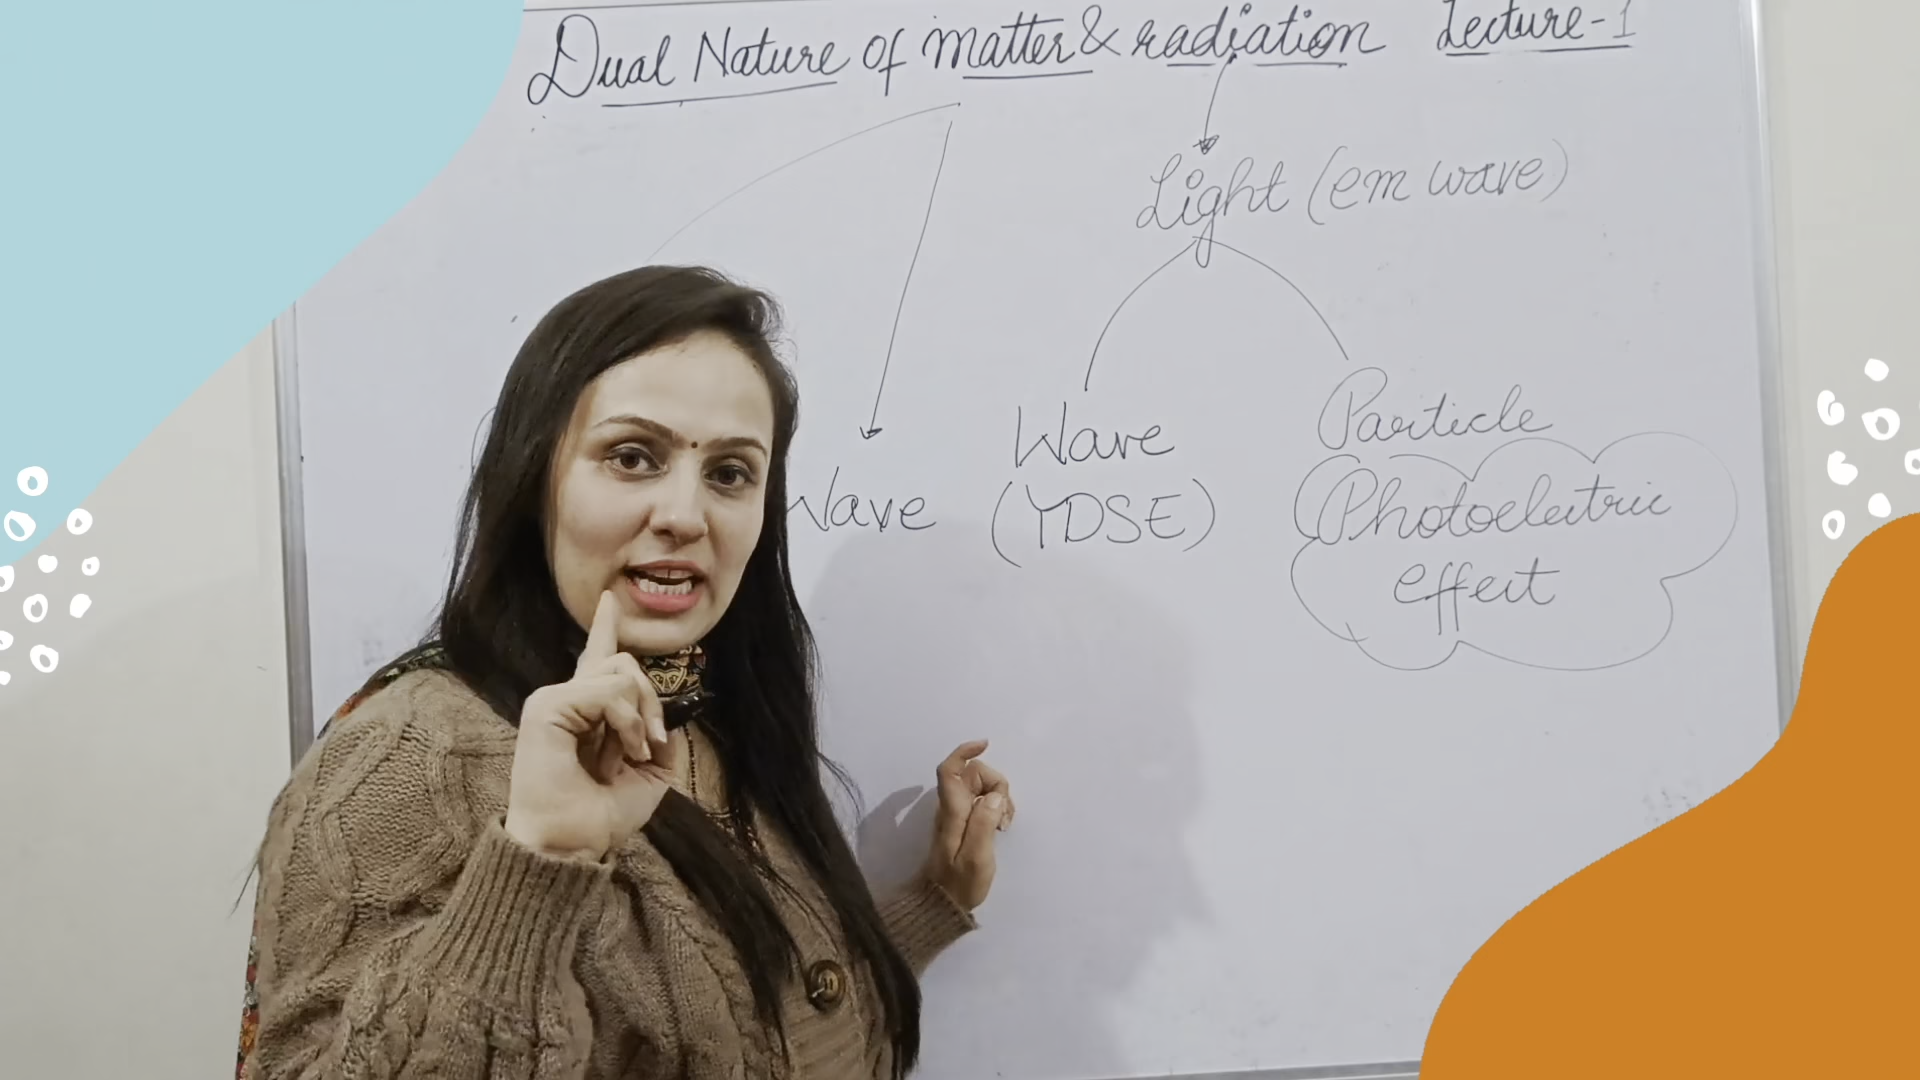 Dual Nature of matter & radiation Lecture-1
Light (em wave)
Wave
Wave
(YDSE)
Particle
Photoelectric
effect